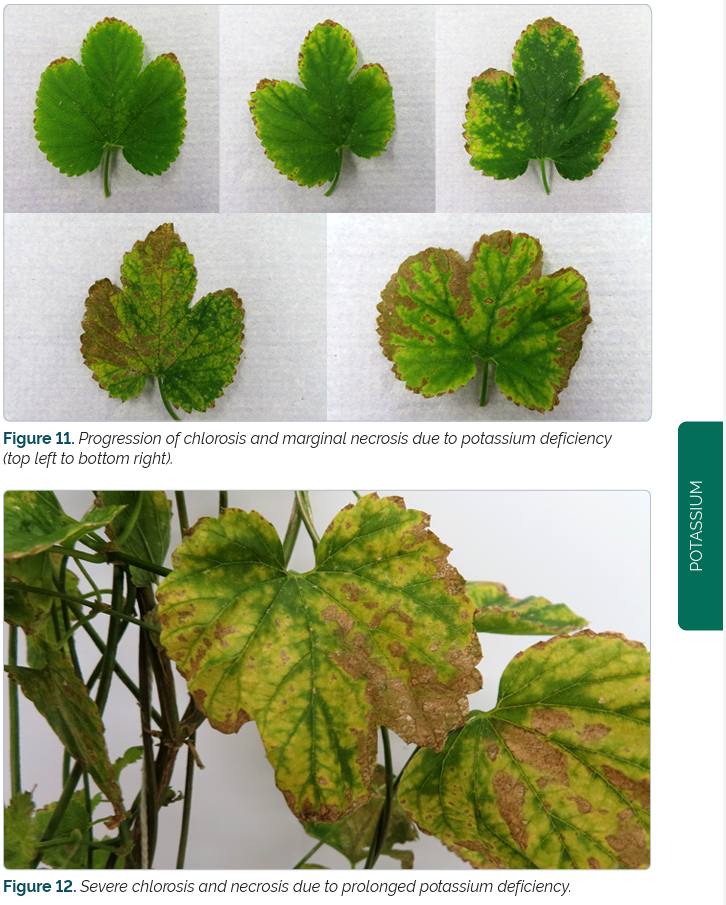 Figure 11. Progression of chlorosis and marginal necrosis due to potassium deficiency
(top left to bottom right).
POTASSIUM
Figure 12. Severe chlorosis and necrosis due to prolonged potassium deficiency.